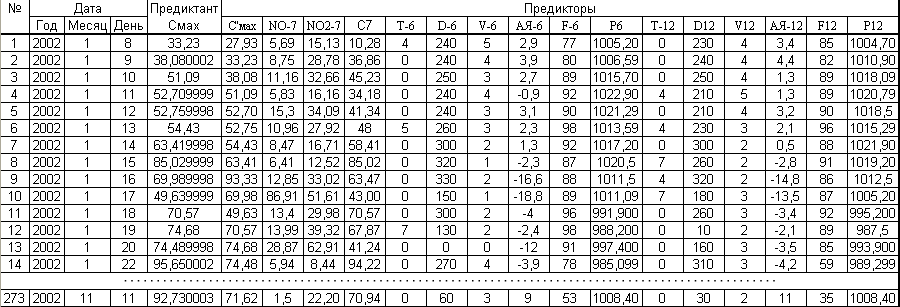 № Дата Предиктант Предикторы
Год Месяц День Смах С'мах NO-7 NO2-7 С7 Т-6 D-6 V-6 АЯ-6 F-6 Р6 Т-12 D12 V12 АЯ-12 F12 P12
1 2002 1 8 33,23 27,93 5,69 15,13 10,28 4 240 5 2,9 77 1005,20 0 230 4 3,4 85 1004,70
2 2002 1 9 38,080002 33,23 8,75 28,78 36,86 0 240 4 3,9 80 1006,59 0 240 4 4,4 82 1010,90
3 2002 1 10 51,09 38,08 11,16 32,66 45,23 0 250 3 2,7 89 1015,70 0 250 4 1,3 89 1018,09
4 2002 1 11 52,709999 51,09 5,83 16,16 34,18 0 240 4 -0,9 92 1022,90 4 210 5 1,3 89 1020,79
5 2002 1 12 52,759998 52,70 15,3 34,09 41,34 0 240 3 3,1 90 1021,29 0 210 4 3,2 90 1018,5
6 2002 1 13 54,43 52,75 10,96 27,92 48 5 260 3 2,3 98 1013,59 4 230 3 2,1 96 1015,29
7 2002 1 14 63,419998 54,43 8,47 16,71 58,41 0 300 2 1,3 92 1017,20 0 300 2 0,5 88 1021,90
8 2002 1 15 85,029999 63,41 6,41 12,52 85,02 0 320 1 -2,3 87 1020,5 7 260 2 -2,8 91 1019,20
9 2002 1 16 69,989998 93,33 12,85 33,02 63,47 0 330 2 -16,6 88 1011,5 4 320 2 -14,8 86 1012,5
10 2002 1 17 49,639999 69,98 86,91 51,61 43,00 0 150 1 -18,8 89 1011,09 7 180 3 -13,5 87 1005,20
11 2002 1 18 70,57 49,63 13,4 29,98 70,57 0 300 2 -4 96 991,900 0 260 3 -3,4 92 995,200
12 2002 1 19 74,68 70,57 13,99 39,32 67,87 7 130 2 -2,4 98 988,200 0 10 2 -2,1 89 987,5
13 2002 1 20 74,489998 74,68 28,87 62,91 41,24 0 0 0 -12 91 997,400 0 160 3 -3,5 85 993,900
14 2002 1 22 95,650002 74,48 5,94 8,44 94,22 0 270 4 -3,9 78 985,099 0 310 3 -4,2 59 989,299
273 2002 11 11 92,730003 71,62 1,5 22,20 70,94 0 60 3 9 53 1008,40 0 30 2 11 35 1008,40